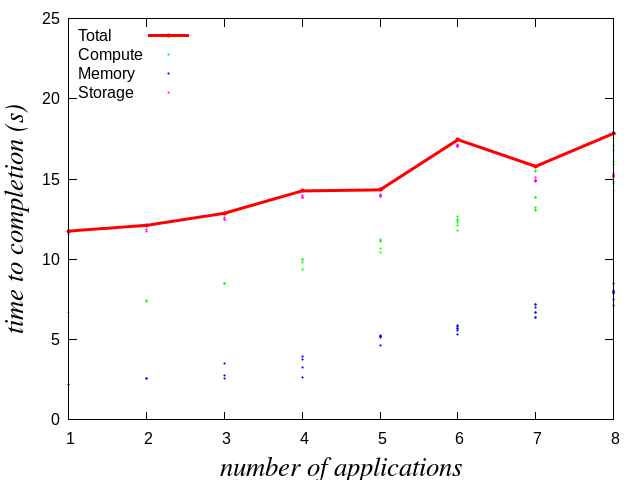 25
20
15
10
5
0
time to completion (s)
Total
Compute
Memory
Storage
1 2 3 4 5 6 7 8
number of applications